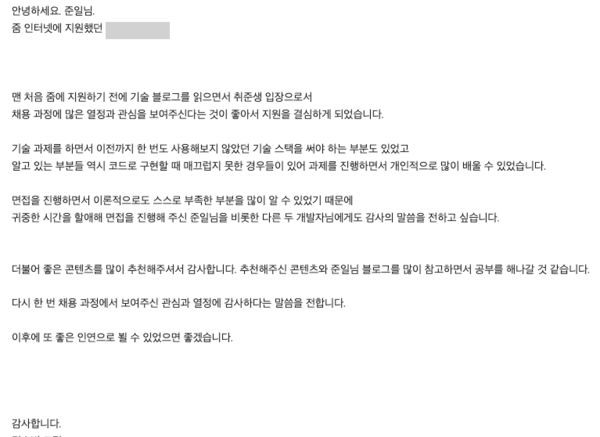 안녕하세요. 준일님.
줌 인터넷에 지원했던
맨 처음 줌에 지원하기 전에 기술 블로그를 읽으면서 취준생 입장으로서
채용 과정에 많은 열정과 관심을 보여주신다는 것이 좋아서 지원을 결심하게 되었습니다.
기술 과제를 하면서 이전까지 한 번도 사용해보지 않았던 기술 스택을 써야 하는 부분도 있었고
알고 있는 부분들 역시 코드로 구현할 때 매끄럽지 못한 경우들이 있어 과제를 진행하면서 개인적으로 많이 배울 수 있었습니다.
면접을 진행하면서 이론적으로도 스스로 부족한 부분을 많이 알 수 있었기 때문에
귀중한 시간을 할애해 면접을 진행해 주신 준일님을 비롯한 다른 두 개발자님에게도 감사의 말씀을 전하고 싶습니다.
더불어 좋은 콘텐츠를 많이 추천해주셔서 감사합니다. 추천해주신 콘텐츠와 준일님 블로그를 많이 참고하면서 공부를 해나갈 것 같습니다.
다시 한 번 채용 과정에서 보여주신 관심과 열정에 감사하다는 말씀을 전합니다.
이후에 또 좋은 인연으로 뵐 수 있었으면 좋겠습니다.
감사합니다.